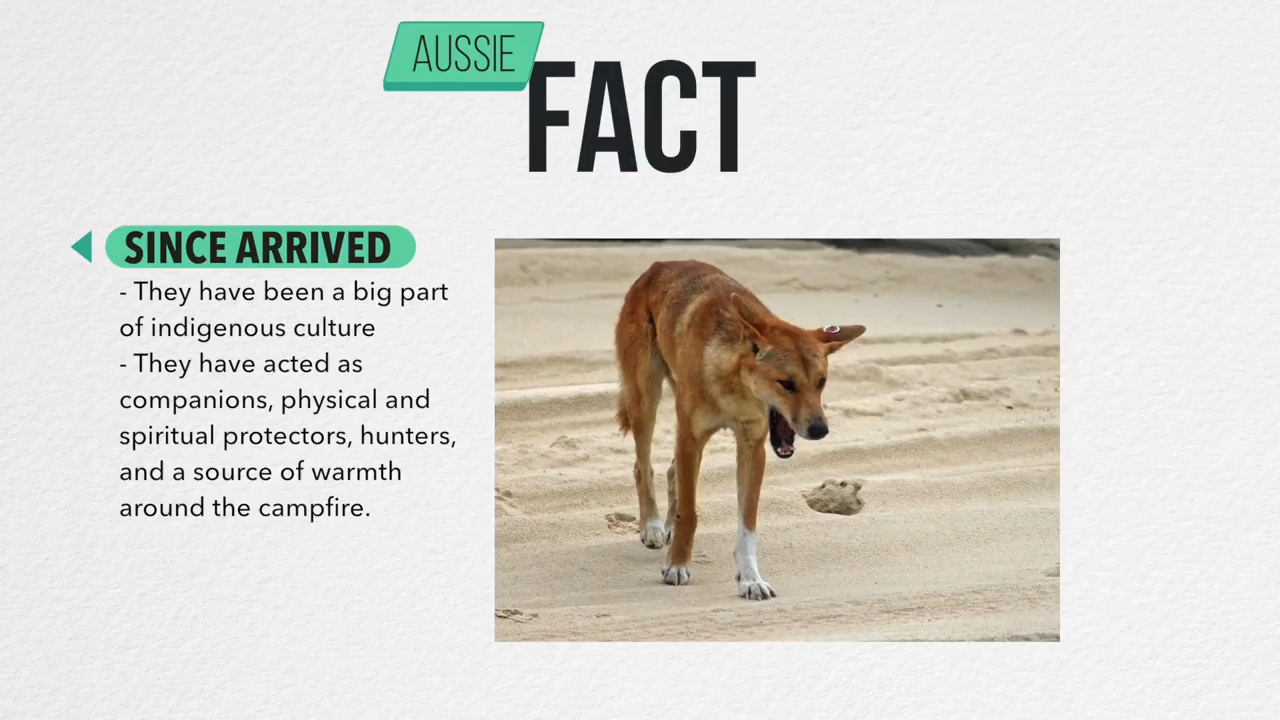 AUSSIE
FACT
SINCE ARRIVED
- They have been a big part
of indigenous culture
- They have acted as
companions, physical and
spiritual protectors, hunters,
and a source of warmth
around the campfire.